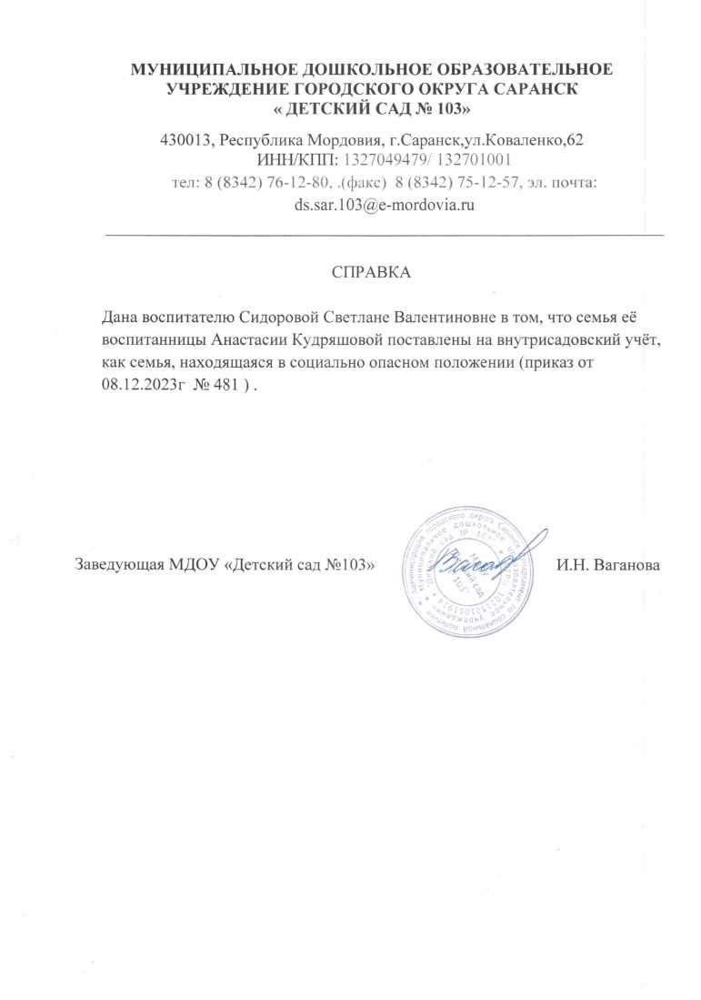 МУНИЦИПАЛЬНОЕ ДОШКОЛЬНОЕ ОБРАЗОВАТЕЛЬНОЕ
УЧРЕЖДЕНИЕ ГОРОДСКОГО ОКРУГА САРАНСК
« ДЕТСКИЙ САД № 103»
430013, Республика Мордовия, г.Саранск,ул.Коваленко,62
ИНН/КПП: 1327049479/ 132701001
тел: 8 (8342) 76-12-80, .(факс)  8 (8342) 75-12-57, эл. почта:
ds.sar.103@e-mordovia.ru
СПРАВКА
Дана воспитателю Сидоровой Светлане Валентиновне в том, что семья её
воспитанницы Анастасии Кудряшовой поставлены на внутрисадовский учёт,
как семья, находящаяся в социально опасном положении (приказ от
08.12.2023г  № 481 ) .
Заведующая МДОУ «Детский сад №103»
И.Н. Ваганова